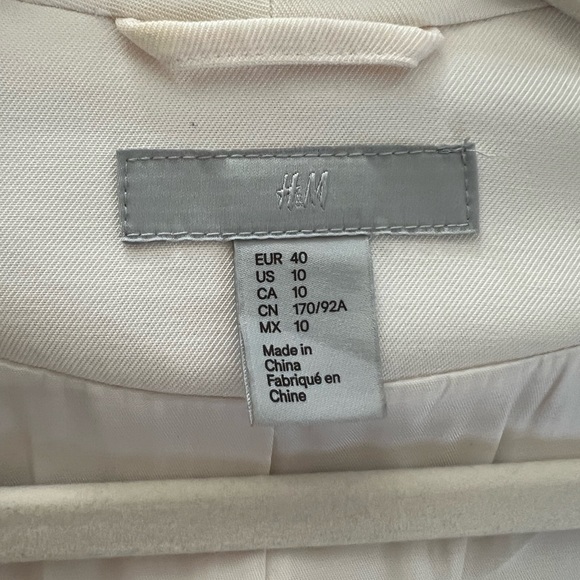 H&M
EUR 40
US 10
CA 10
CN 170/92A
MX 10
Made in
China
Fabriqué en
Chine